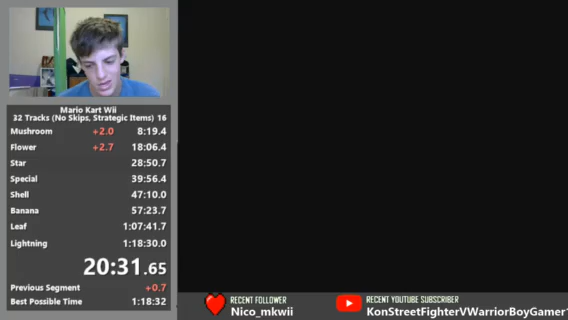 Mario Kart Wii
32 Tracks (No Skips, Strategic Items) 16
Mushroom +2.0 8:19.4
Flower +2.7 18:06.4
Star 28:50.7
Special 39:56.4
Shell 47:10.0
Banana 57:23.7
Leaf 1:07:41.7
Lightning 1:18:30.0
20:31.65
Previous Segment +0.7
Best Possible Time 1:18:32
RECENT FOLLOWER
Nico_mkwii
RECENT YOUTUBE SUBSCRIBER
KonStreetFighterVWarriorBoyGamer